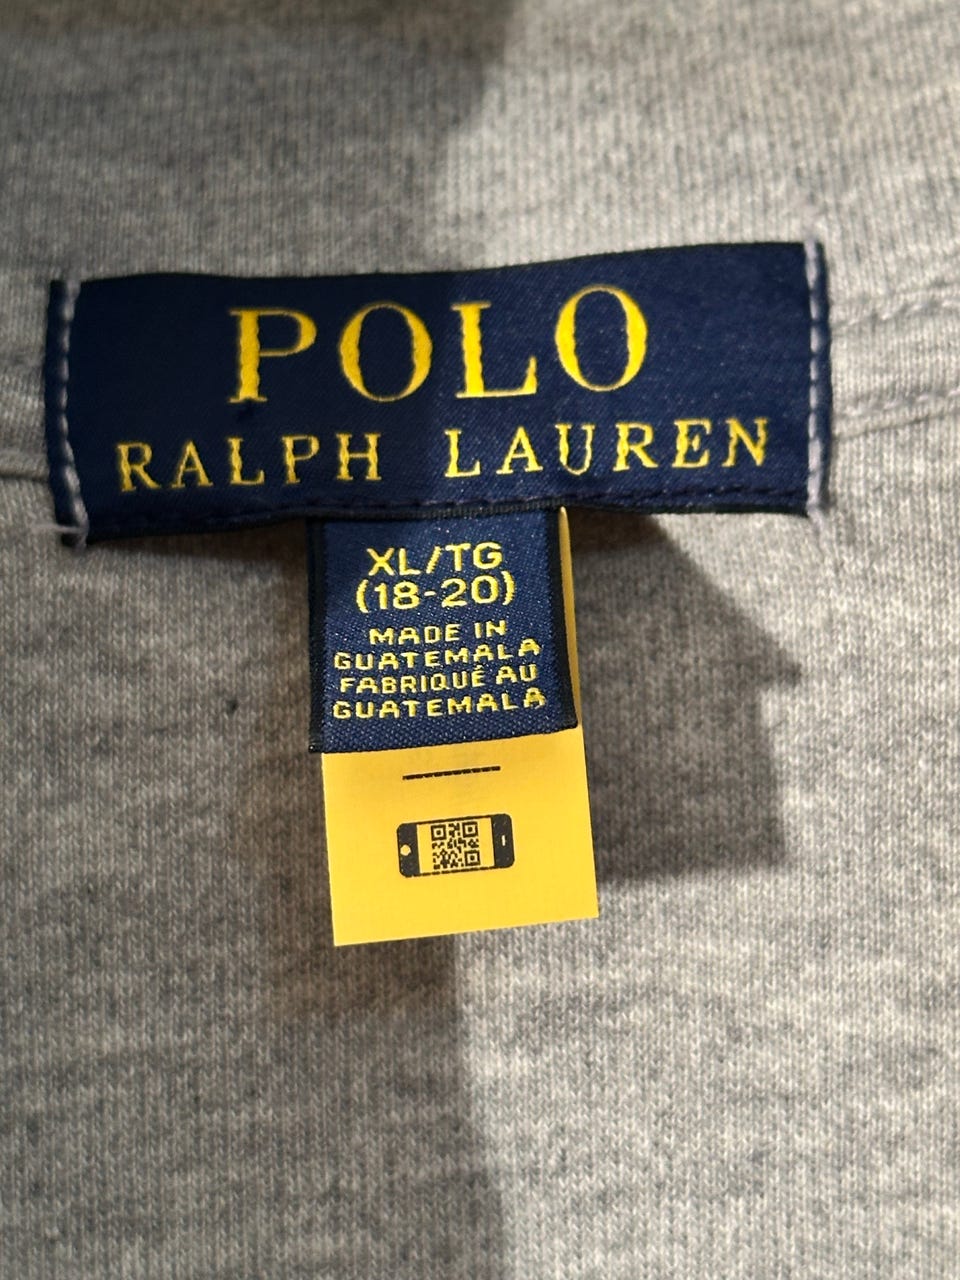 POLO
RALPH LAUREN
XL/TG
(18-20)
MADE IN
GUATEMALA
FABRIQUÉ AU
GUATEMALA